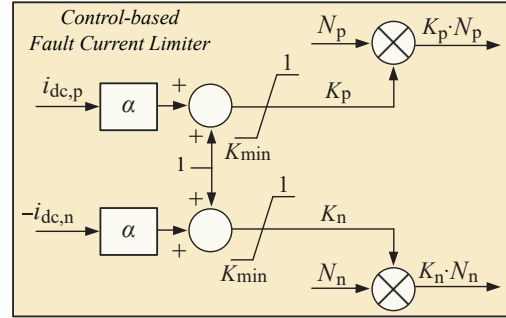 Control-based
Fault Current Limiter
N_p
K_p·N_p
i_dc,p
α
+
+
1
K_p
K_min
1
+
−i_dc,n
α
+
1
K_n
K_min
N_n
K_n·N_n